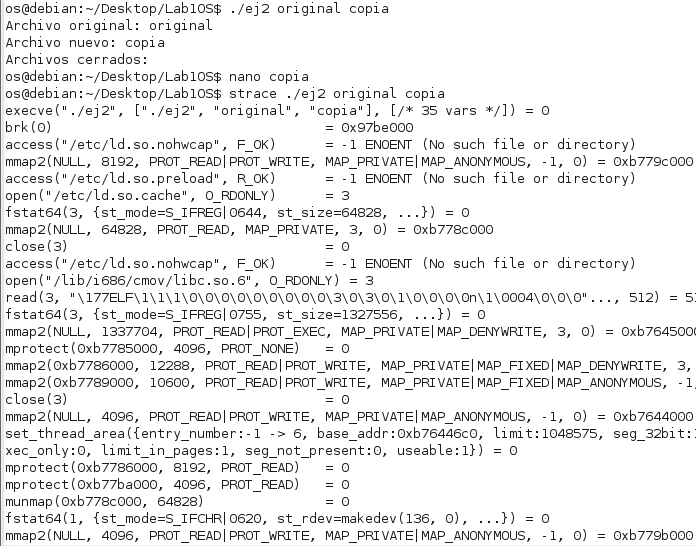 os@debian:~/Desktop/Lab1OS$ ./ej2 original copia
Archivo original: original
Archivo nuevo: copia
Archivos cerrados:
os@debian:~/Desktop/Lab1OS$ nano copia
os@debian:~/Desktop/Lab1OS$ strace ./ej2 original copia
execve("./ej2", ["./ej2", "original", "copia"], [/* 35 vars */]) = 0
brk(0)                                  = 0x97be000
access("/etc/ld.so.nohwcap", F_OK)      = -1 ENOENT (No such file or directory)
mmap2(NULL, 8192, PROT_READ|PROT_WRITE, MAP_PRIVATE|MAP_ANONYMOUS, -1, 0) = 0xb779c000
access("/etc/ld.so.preload", R_OK)      = -1 ENOENT (No such file or directory)
open("/etc/ld.so.cache", O_RDONLY)      = 3
fstat64(3, {st_mode=S_IFREG|0644, st_size=64828, ...}) = 0
mmap2(NULL, 64828, PROT_READ, MAP_PRIVATE, 3, 0) = 0xb778c000
close(3)                                = 0
access("/etc/ld.so.nohwcap", F_OK)      = -1 ENOENT (No such file or directory)
open("/lib/i686/cmov/libc.so.6", O_RDONLY) = 3
read(3, "\177ELF\1\1\1\0\0\0\0\0\0\0\0\0\3\0\3\0\1\0\0\0\0n\1\0004\0\0\0"..., 512) = 51
fstat64(3, {st_mode=S_IFREG|0755, st_size=1327556, ...}) = 0
mmap2(NULL, 1337704, PROT_READ|PROT_EXEC, MAP_PRIVATE|MAP_DENYWRITE, 3, 0) = 0xb7645000
mprotect(0xb7785000, 4096, PROT_NONE)   = 0
mmap2(0xb7786000, 12288, PROT_READ|PROT_WRITE, MAP_PRIVATE|MAP_FIXED|MAP_DENYWRITE, 3,
mmap2(0xb7789000, 10600, PROT_READ|PROT_WRITE, MAP_PRIVATE|MAP_FIXED|MAP_ANONYMOUS, -1,
close(3)                                = 0
mmap2(NULL, 4096, PROT_READ|PROT_WRITE, MAP_PRIVATE|MAP_ANONYMOUS, -1, 0) = 0xb7644000
set_thread_area({entry_number:-1 -> 6, base_addr:0xb76446c0, limit:1048575, seg_32bit:1
xec_only:0, limit_in_pages:1, seg_not_present:0, useable:1}) = 0
mprotect(0xb7786000, 8192, PROT_READ)   = 0
mprotect(0xb77ba000, 4096, PROT_READ)   = 0
munmap(0xb778c000, 64828)               = 0
fstat64(1, {st_mode=S_IFCHR|0620, st_rdev=makedev(136, 0), ...}) = 0
mmap2(NULL, 4096, PROT_READ|PROT_WRITE, MAP_PRIVATE|MAP_ANONYMOUS, -1, 0) = 0xb779b000